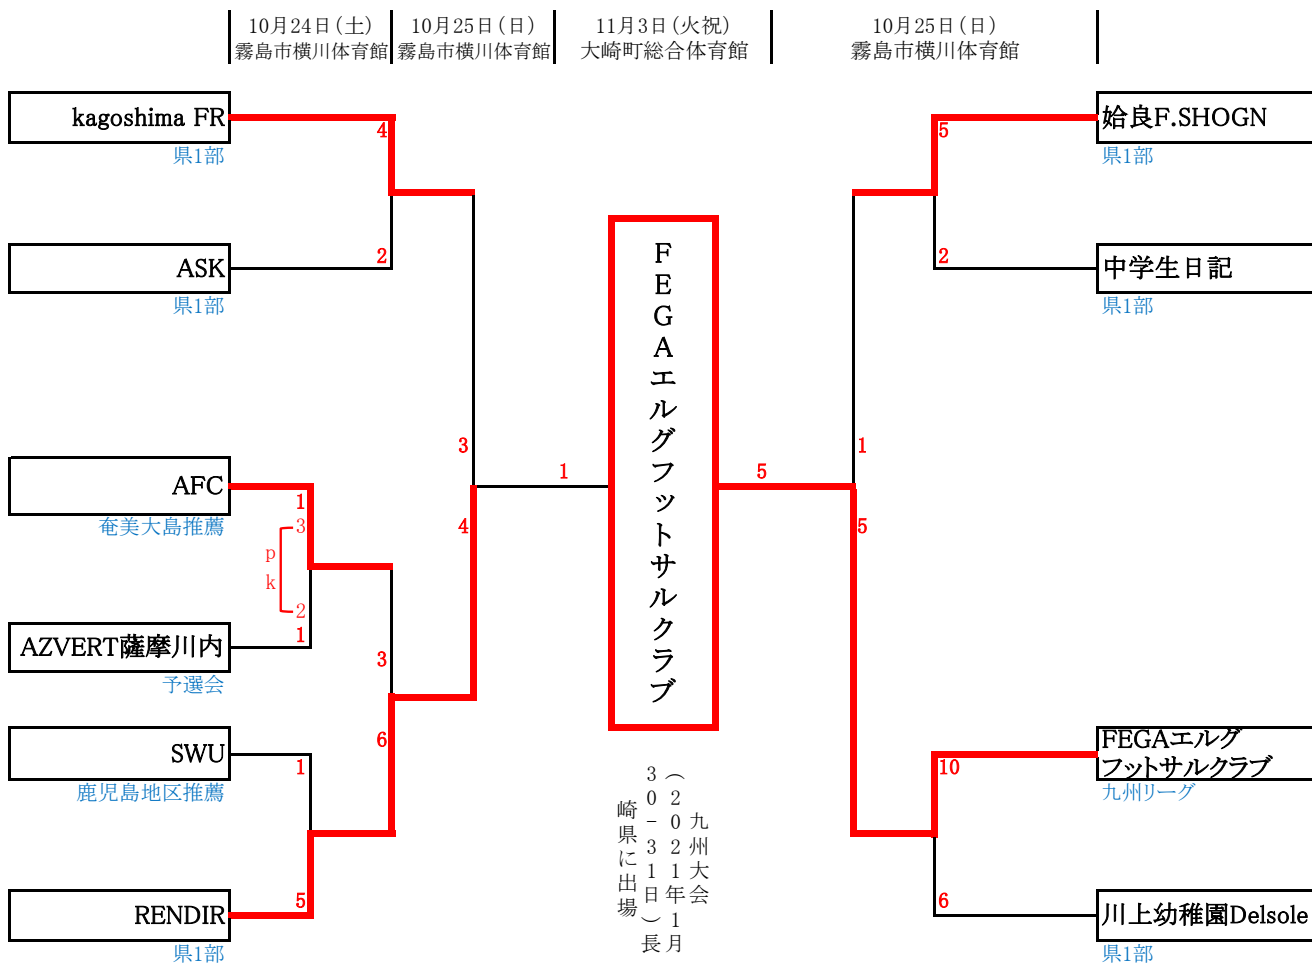 10月24日（土）
霧島市横川体育館
10月25日（日）
霧島市横川体育館
11月3日（火祝）
大崎町総合体育館
10月25日（日）
霧島市横川体育館
kagoshima FR
県1部
4
ASK
県1部
2
AFC
奄美大島推薦
1
3
pk
2
1
AZVERT薩摩川内
予選会
3
SWU
鹿児島地区推薦
1
6
RENDIR
県1部
5
3
4
1
FEGAエルグフットサルクラブ
5
九州大会
（2021年1月
30-31日）長
崎県に出場
1
5
姶良F.SHOGN
県1部
5
中学生日記
県1部
2
FEGAエルグ
フットサルクラブ
九州リーグ
10
川上幼稚園Delsole
県1部
6